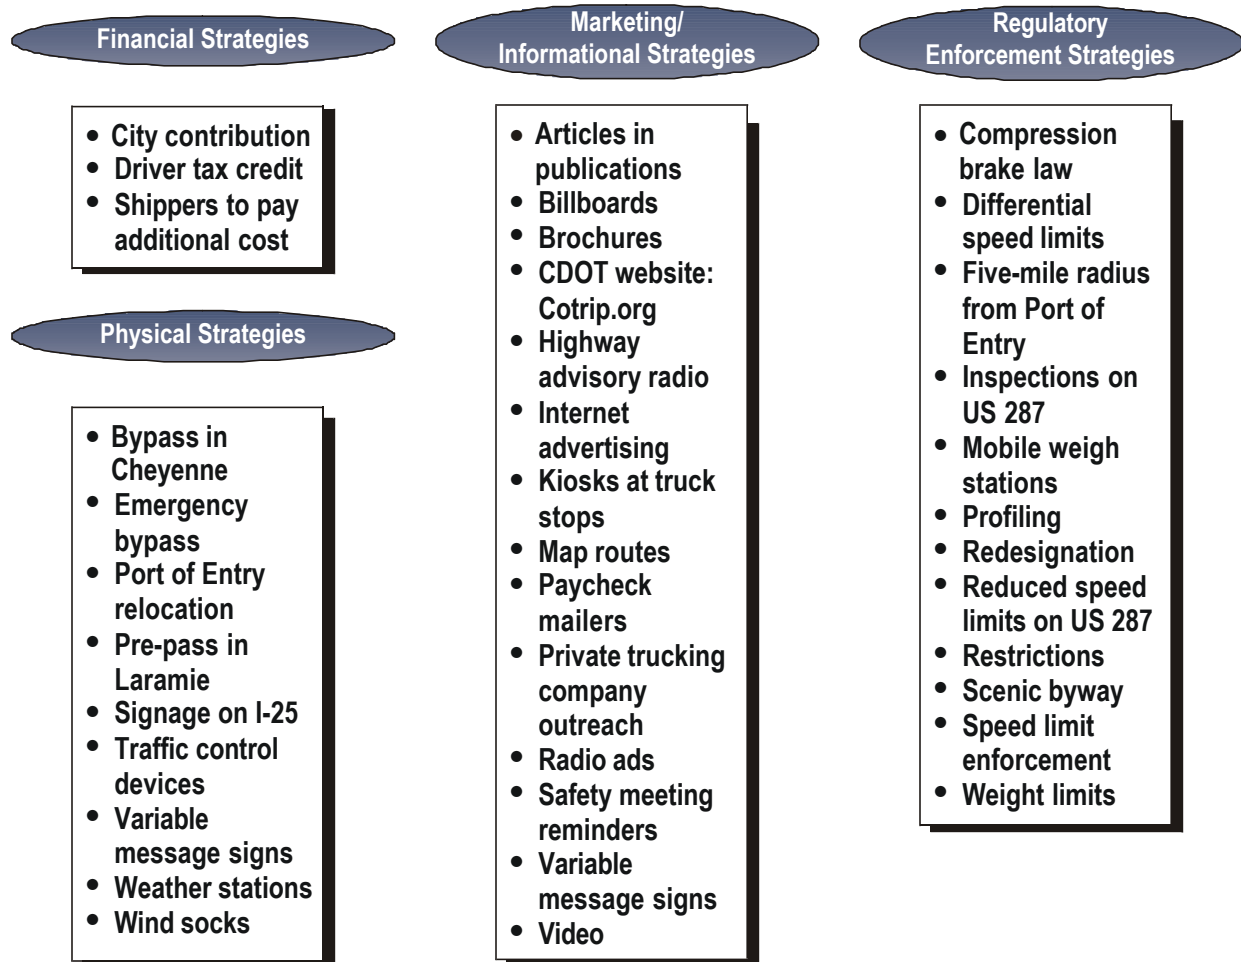 Financial Strategies
• City contribution
• Driver tax credit
• Shippers to pay
additional cost
Physical Strategies
• Bypass in
Cheyenne
• Emergency
bypass
• Port of Entry
relocation
• Pre-pass in
Laramie
• Signage on I-25
• Traffic control
devices
• Variable
message signs
• Weather stations
• Wind socks
Marketing/
Informational Strategies
• Articles in
publications
• Billboards
• Brochures
• CDOT website:
Cotrip.org
• Highway
advisory radio
• Internet
advertising
• Kiosks at truck
stops
• Map routes
• Paycheck
mailers
• Private trucking
company
outreach
• Radio ads
• Safety meeting
reminders
• Variable
message signs
• Video
Regulatory
Enforcement Strategies
• Compression
brake law
• Differential
speed limits
• Five-mile radius
from Port of
Entry
• Inspections on
US 287
• Mobile weigh
stations
• Profiling
• Redesignation
• Reduced speed
limits on US 287
• Restrictions
• Scenic byway
• Speed limit
enforcement
• Weight limits